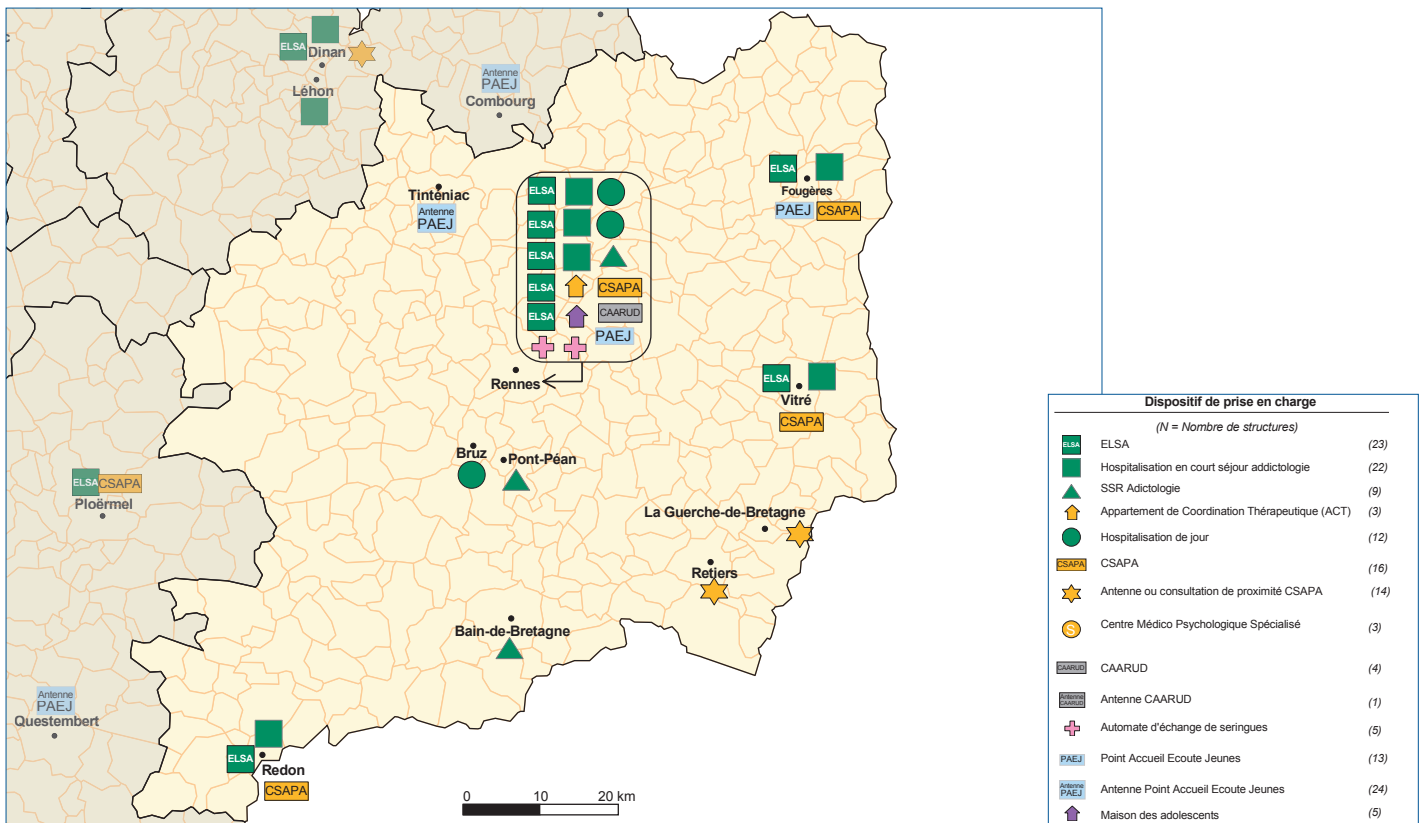 c
ELSA
Dinan
Léhon
Antenne
PAEJ
Combourg
Tinténiac
Antenne
PAEJ
ELSA
ELSA
ELSA
ELSA CSAPA
ELSA CAARUD
PAEJ
Rennes
ELSA
Fougères
PAEJ CSAPA
ELSA
Vitré
CSAPA
Bruz
Pont-Péan
ELSA CSAPA
Ploërmel
La Guerche-de-Bretagne
Retiers
Bain-de-Bretagne
Antenne
PAEJ
Questembert
ELSA
Redon
CSAPA
0 10 20 km
Dispositif de prise en charge
(N = Nombre de structures)
ELSA ELSA (23)
Hospitalisation en court séjour addictologie (22)
SSR Adictologie (9)
Appartement de Coordination Thérapeutique (ACT) (3)
Hospitalisation de jour (12)
CSAPA CSAPA (16)
Antenne ou consultation de proximité CSAPA (14)
S Centre Médico Psychologique Spécialisé (3)
CAARUD CAARUD (4)
Antenne
CAARUD Antenne CAARUD (1)
Automate d'échange de seringues (5)
PAEJ Point Accueil Ecoute Jeunes (13)
Antenne
PAEJ Antenne Point Accueil Ecoute Jeunes (24)
Maison des adolescents (5)